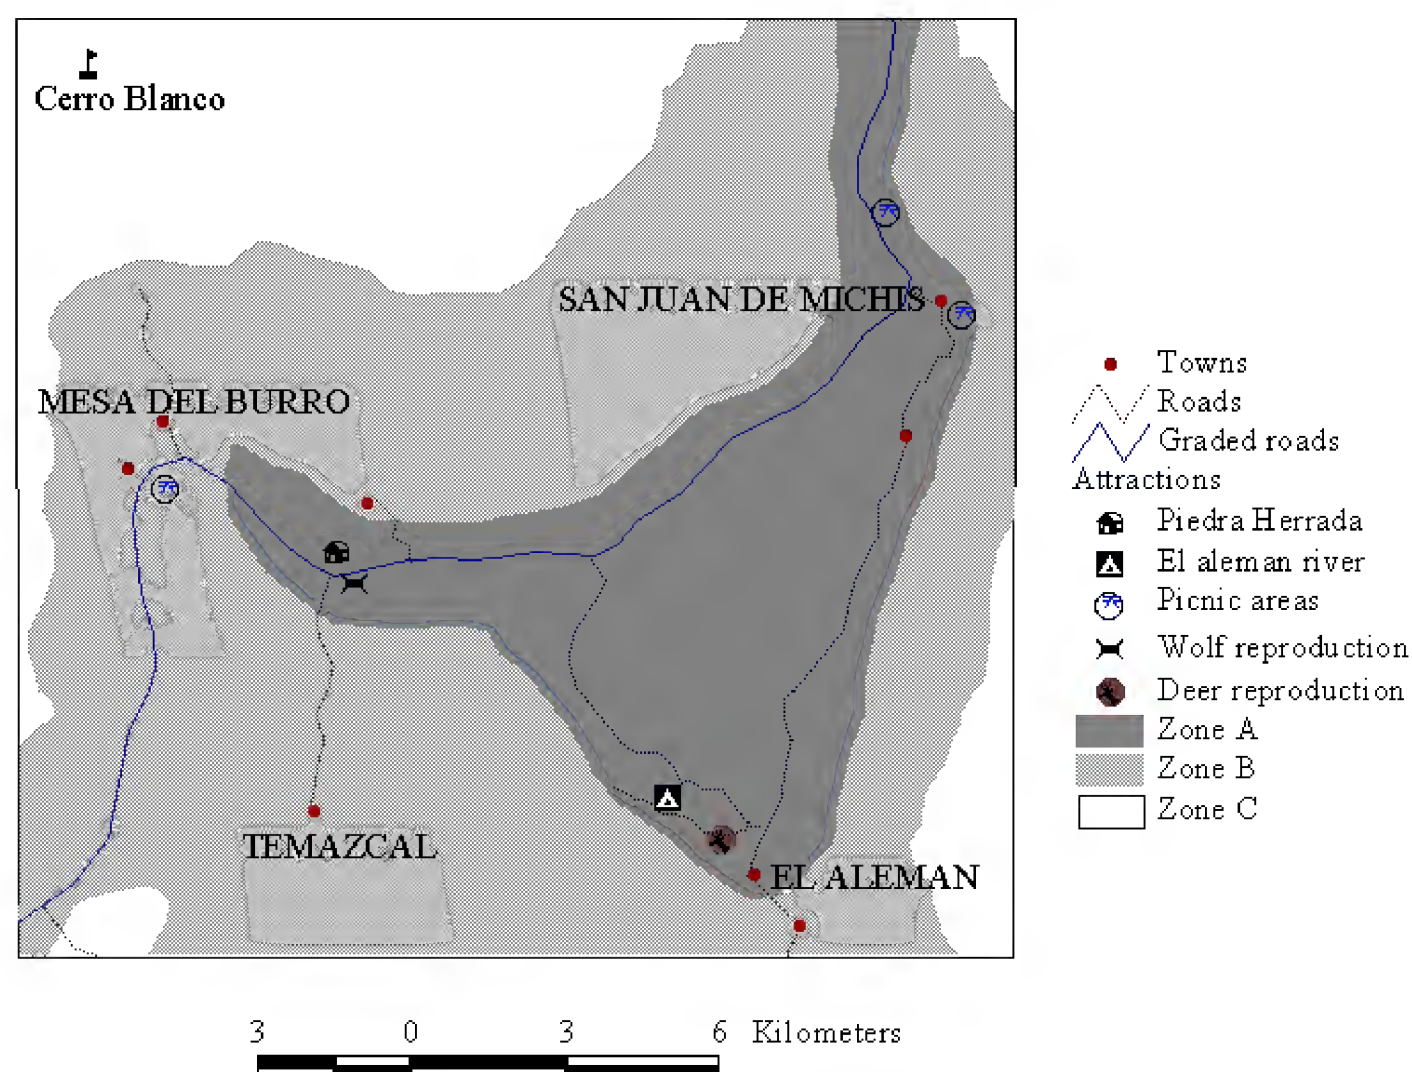 Cerro Blanco
SAN JUAN DE MICHIS
MESA DEL BURRO
TEMAZCAL
EL ALEMAN
Towns
Roads
Graded roads
Attractions
Piedra Herrada
El aleman river
Picnic areas
Wolf reproduction
Deer reproduction
Zone A
Zone B
Zone C
3 0 3 6 Kilometers